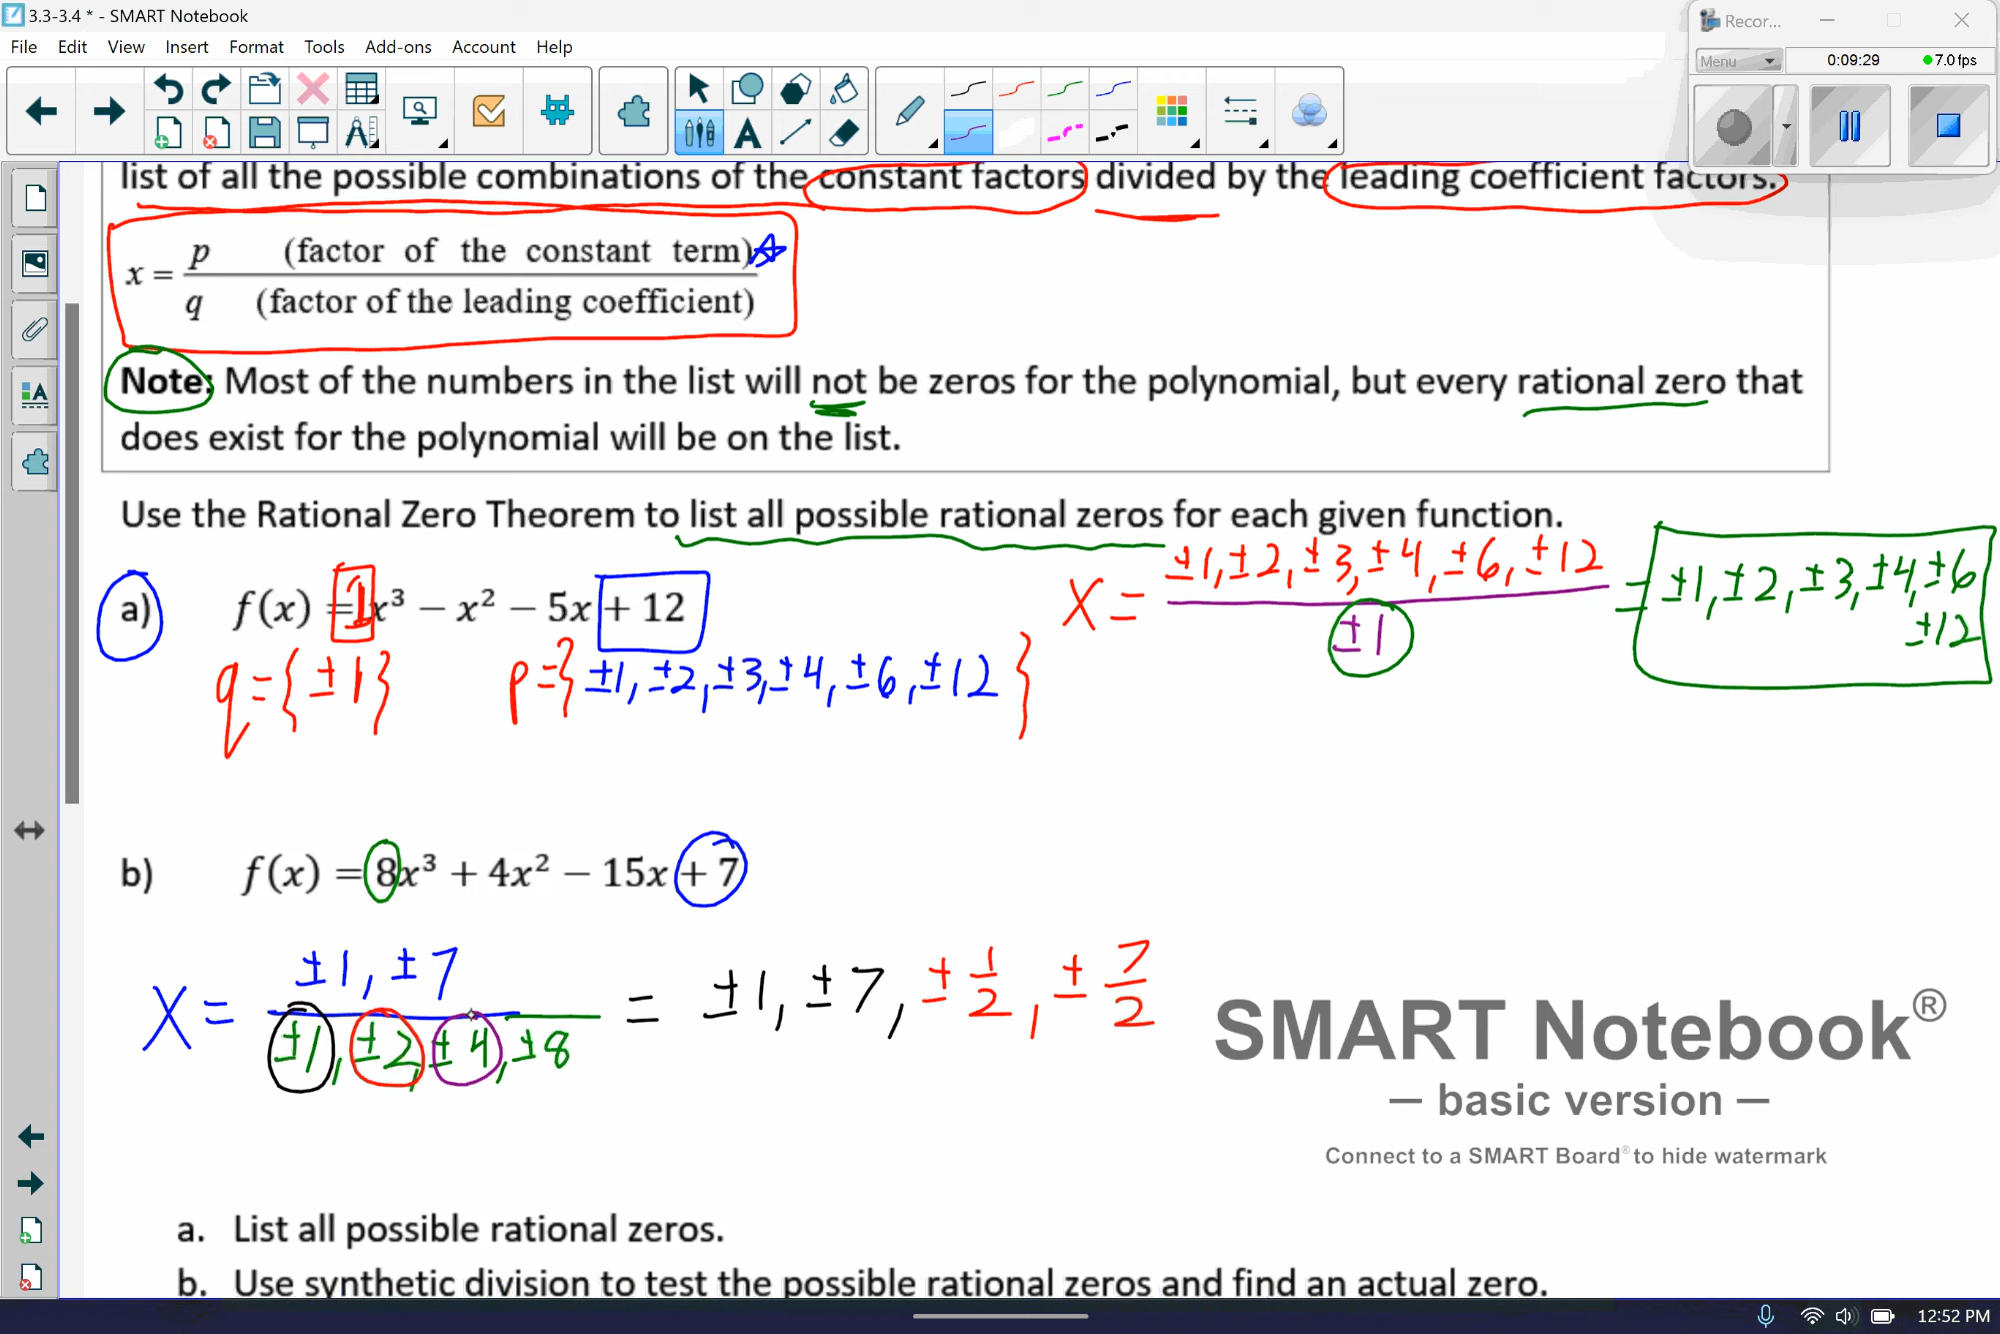 3.3-3.4 * - SMART Notebook
Recor...
File Edit View Insert Format Tools Add-ons Account Help
Menu 0:09:29 7.0fps
list of all the possible combinations of the constant factors divided by the leading coefficient factors.
x = p (factor of the constant term)
q (factor of the leading coefficient)
Note: Most of the numbers in the list will not be zeros for the polynomial, but every rational zero that
does exist for the polynomial will be on the list.
Use the Rational Zero Theorem to list all possible rational zeros for each given function.
a) f(x) = 1x³ − x² − 5x + 12
X = ±1, ±2, ±3, ±4, ±6, ±12
±1
= ±1, ±2, ±3, ±4, ±6
±12
q = { ±1 } p = { ±1, ±2, ±3, ±4, ±6, ±12 }
b) f(x) = 8x³ + 4x² − 15x + 7
X = ±1, ±7
±1, ±2, ±4, ±8
= ±1, ±7, ± 1/2, ± 7/2
SMART Notebook®
— basic version —
Connect to a SMART Board® to hide watermark
a. List all possible rational zeros.
b. Use synthetic division to test the possible rational zeros and find an actual zero.
12:52 PM